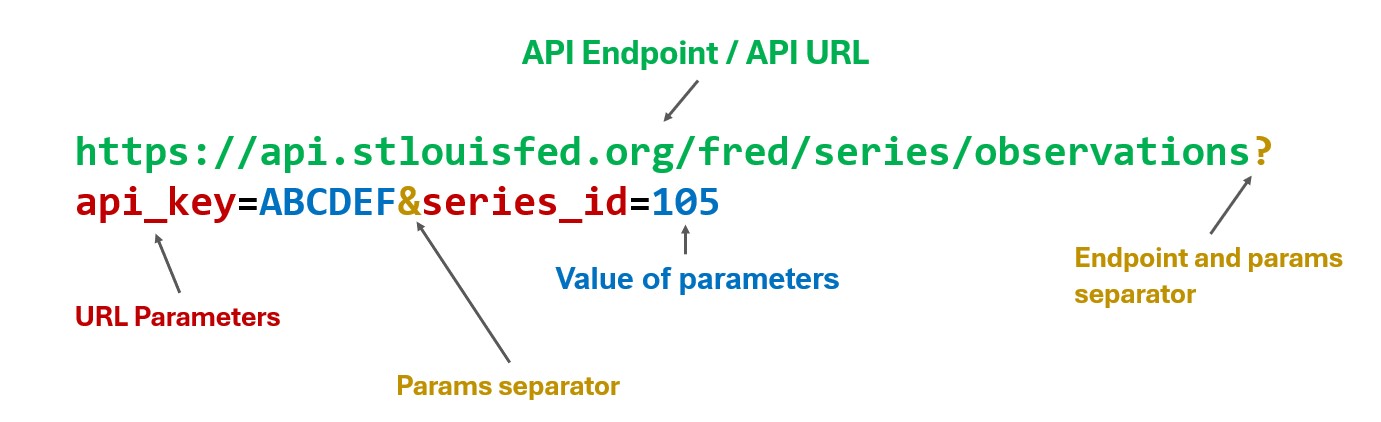 API Endpoint / API URL
https://api.stlouisfed.org/fred/series/observations?
api_key=ABCDEF&series_id=105
Endpoint and params
separator
Value of parameters
URL Parameters
Params separator